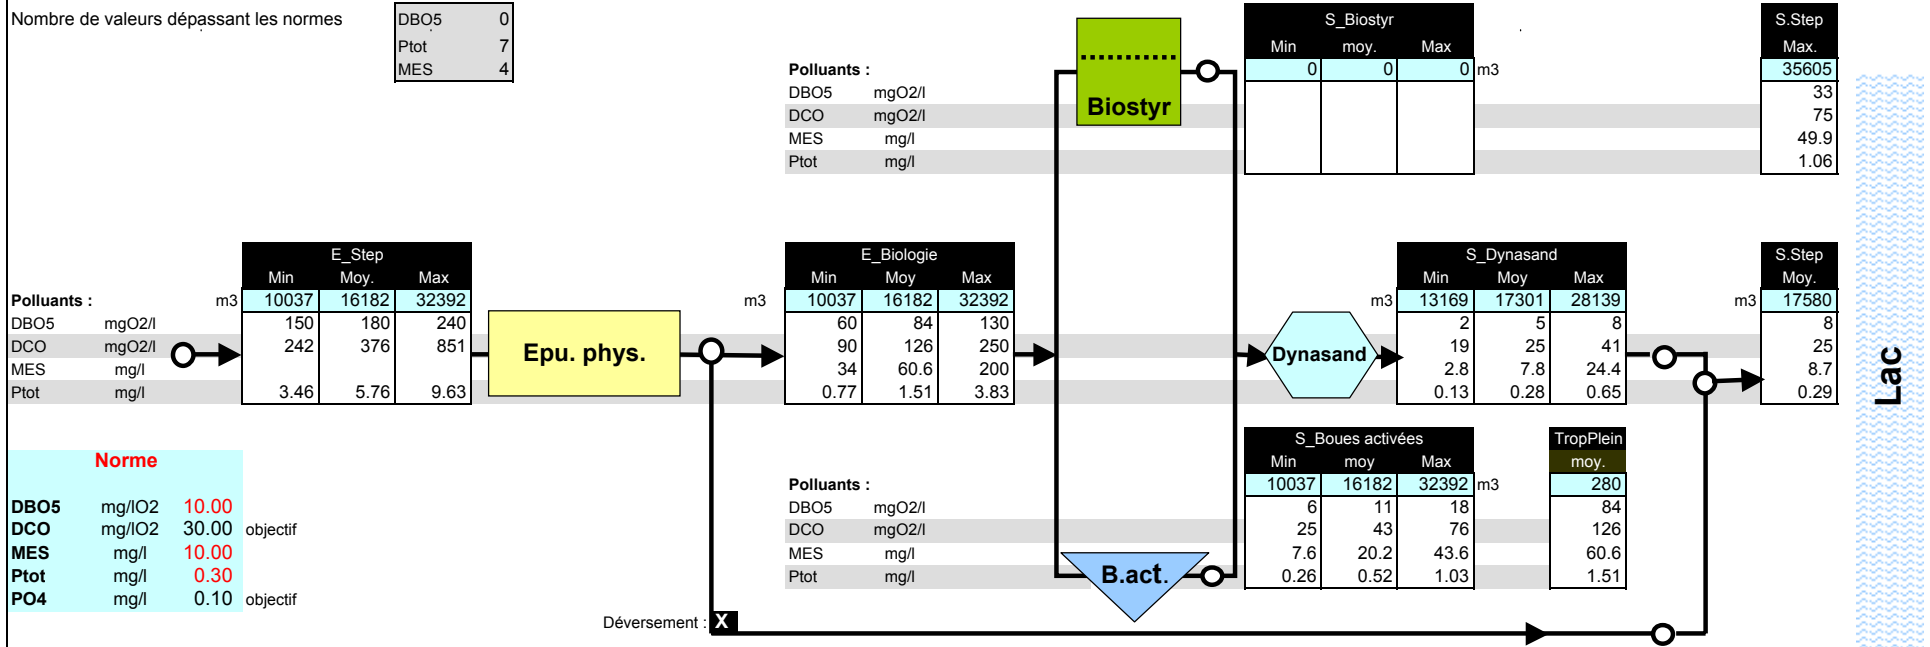 Nombre de valeurs dépassant les normes
DBO5 0
Ptot 7
MES 4
S_Biostyr
Min moy. Max
0 0 0 m3
S.Step
Max.
35605
33
75
49.9
1.06
Polluants :
DBO5 mgO2/l
DCO mgO2/l
MES mg/l
Ptot mg/l
Biostyr
E_Step
Min Moy. Max
Polluants : m3 10037 16182 32392
DBO5 mgO2/l 150 180 240
DCO mgO2/l 242 376 851
MES mg/l
Ptot mg/l 3.46 5.76 9.63
Epu. phys.
E_Biologie
Min Moy Max
m3 10037 16182 32392
60 84 130
90 126 250
34 60.6 200
0.77 1.51 3.83
Dynasand
S_Dynasand
Min Moy Max
m3 13169 17301 28139
2 5 8
19 25 41
2.8 7.8 24.4
0.13 0.28 0.65
S.Step
Moy.
m3 17580
8
25
8.7
0.29
Lac
Norme
DBO5 mg/lO2 10.00
DCO mg/lO2 30.00 objectif
MES mg/l 10.00
Ptot mg/l 0.30
PO4 mg/l 0.10 objectif
S_Boues activées
Min moy Max
Polluants : 10037 16182 32392 m3
DBO5 mgO2/l 6 11 18
DCO mgO2/l 25 43 76
MES mg/l 7.6 20.2 43.6
Ptot mg/l 0.26 0.52 1.03
TropPlein
moy.
280
84
126
60.6
1.51
B.act.
Déversement : X